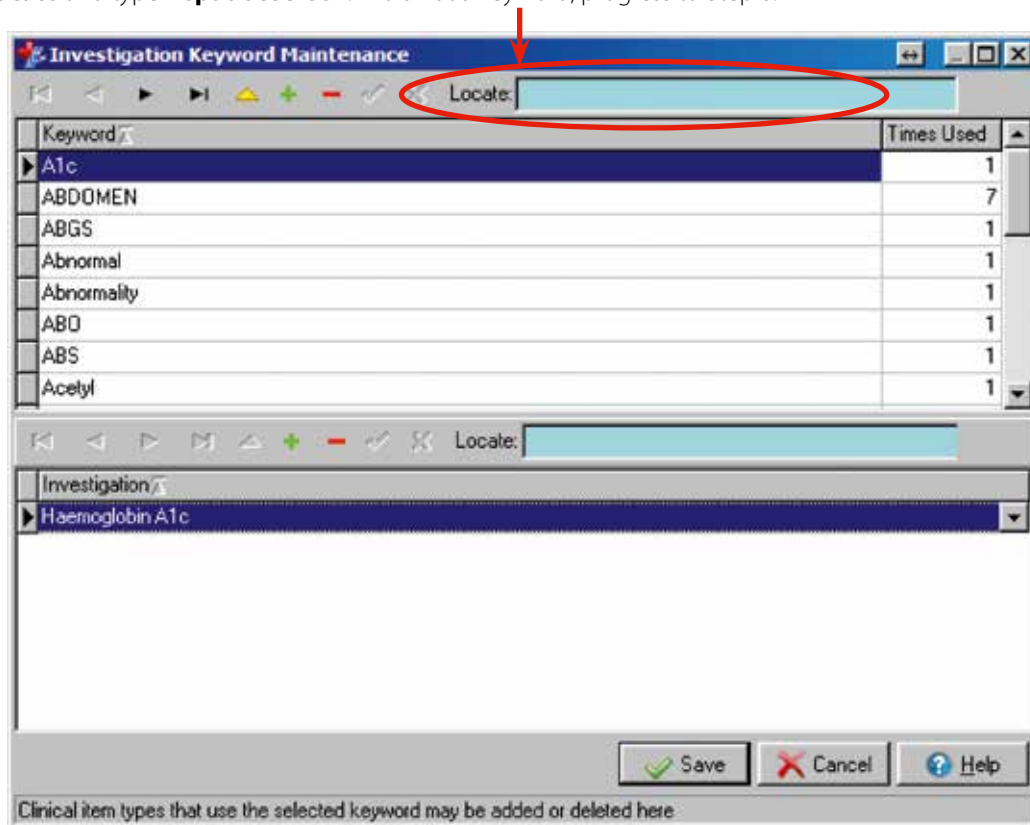 and type
Investigation Keyword Maintenance
Locate:
Keyword Times Used
A1c 1
ABDOMEN 7
ABGS 1
Abnormal 1
Abnormality 1
ABO 1
ABS 1
Acetyl 1
Locate:
Investigation
Haemoglobin A1c
Save Cancel Help
Clinical item types that use the selected keyword may be added or deleted here